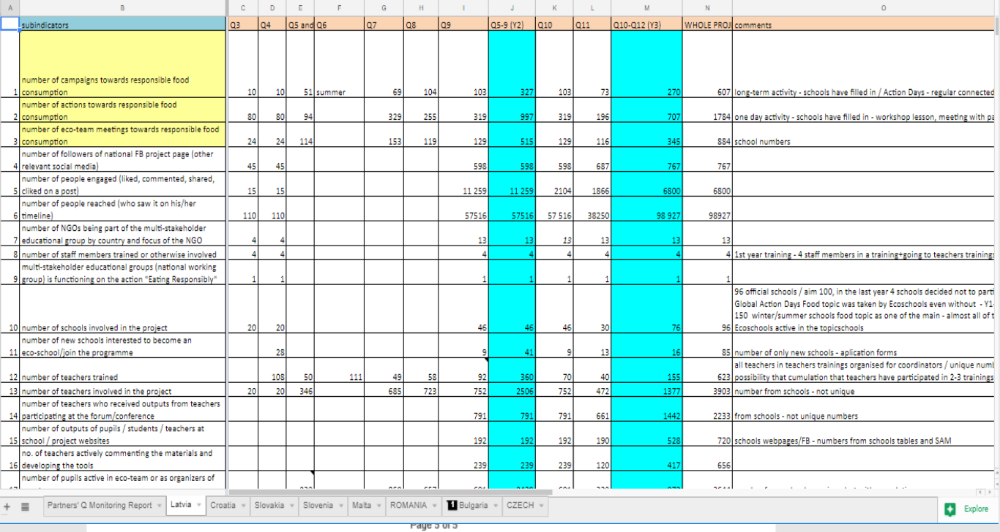 A B C D E F G H I J K L M N O
subindicators Q3 Q4 Q5 and Q6 Q7 Q8 Q9 Q5-9 (Y2) Q10 Q11 Q10-Q12 (Y3) WHOLE PROJ comments
number of campaigns towards responsible food
1 consumption 10 10 51 summer 69 104 103 327 103 73 270 607 long-term activity - schools have filled in / Action Days - regular connected
number of actions towards responsible food
2 consumption 80 80 94 329 255 319 997 319 196 707 1784 one day activity - schools have filled in - workshop lesson, meeting with pa
number of eco-team meetings towards responsible food
3 consumption 24 24 114 153 119 129 515 129 116 345 884 school numbers
number of followers of national FB project page (other
4 relevant social media) 45 45 598 598 598 687 767 767
number of people engaged (liked, commented, shared,
5 cliked on a post) 15 15 11 259 11 259 2104 1866 6800 6800
number of people reached (who saw it on his/her
6 timeline) 110 110 57516 57516 57 516 38250 98 927 98927
number of NGOs being part of the multi-stakeholder
7 educational group by country and focus of the NGO 4 4 13 13 13 13 13 13
8 number of staff members trained or otherwise involved 4 4 4 4 4 4 4 4 1st year training - 4 staff members in a training+going to teachers trainings
multi-stakeholder educational groups (national working
9 group) is functioning on the action "Eating Responsibly" 1 1 1 1 1 1 1 1
96 official schools / aim 100, in the last year 4 schools decided not to parti
Global Action Days Food topic was taken by Ecoschools even without - Y1-
150 winter/summer schools food topic as one of the main - almost all of t
10 number of schools involved in the project 20 20 46 46 46 30 76 96 Ecoschools active in the topicschools
number of new schools interested to become an
11 eco-school/join the programme 28 9 41 9 13 16 85 number of only new schools - aplication forms
all teachers in teachers trainings organised for coordinators / unique numb
12 number of teachers trained 108 50 111 49 58 92 360 70 40 155 623 possibility that cumulation that teachers have participated in 2-3 trainings
13 number of teachers involved in the project 20 20 346 685 723 752 2506 752 472 1377 3903 number from schools - not unique
number of teachers who received outputs from teachers
14 participating at the forum/conference 791 791 791 661 1442 2233 from schools - not unique numbers
number of outputs of pupils / students / teachers at
15 school / project websites 192 192 192 190 528 720 schools webpages/FB - numbers from schools tables and SAM
no. of teachers actively commenting the materials and
16 developing the tools 239 239 239 120 417 656
number of pupils active in eco-team or as organizers of
+ Partners' Q Monitoring Report Latvia Croatia Slovakia Slovenia Malta ROMANIA 1 Bulgaria CZECH Explore
Page 5 of 5